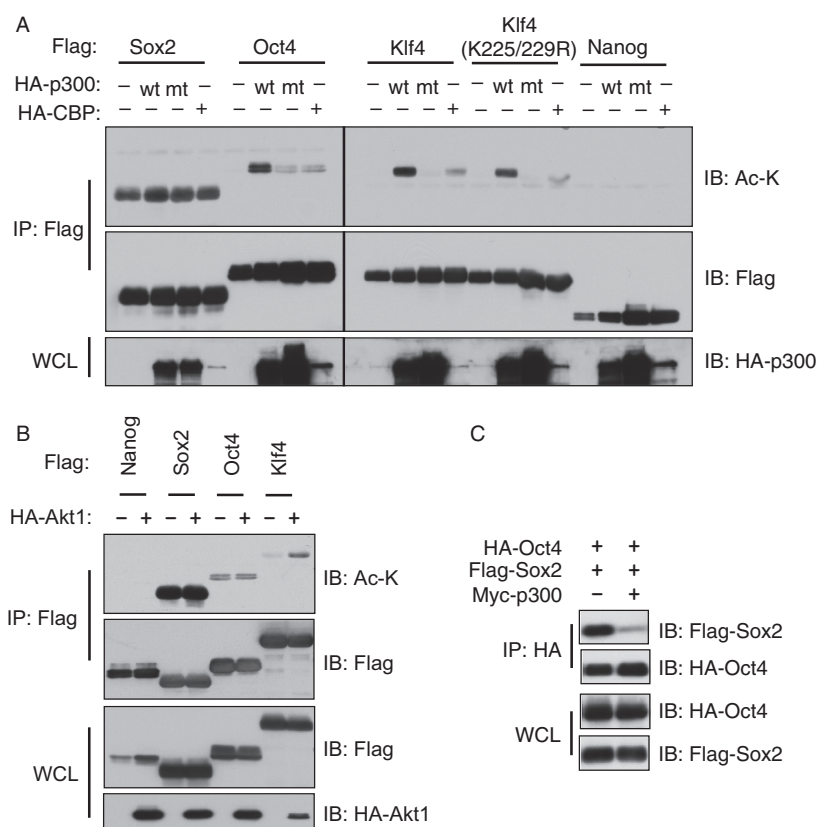 A
Flag: Sox2 Oct4 Klf4 Klf4 (K225/229R) Nanog
HA-p300: – wt mt – – wt mt – – wt mt – – wt mt – – wt mt –
HA-CBP: – – – + – – – + – – – + – – – + – – – +
IP: Flag
IB: Ac-K
IB: Flag
WCL
IB: HA-p300
B
Flag: Nanog Sox2 Oct4 Klf4
HA-Akt1: – + – + – + – +
IP: Flag
IB: Ac-K
IB: Flag
WCL
IB: Flag
IB: HA-Akt1
C
HA-Oct4 + +
Flag-Sox2 + +
Myc-p300 – +
IP: HA
IB: Flag-Sox2
IB: HA-Oct4
WCL
IB: HA-Oct4
IB: Flag-Sox2